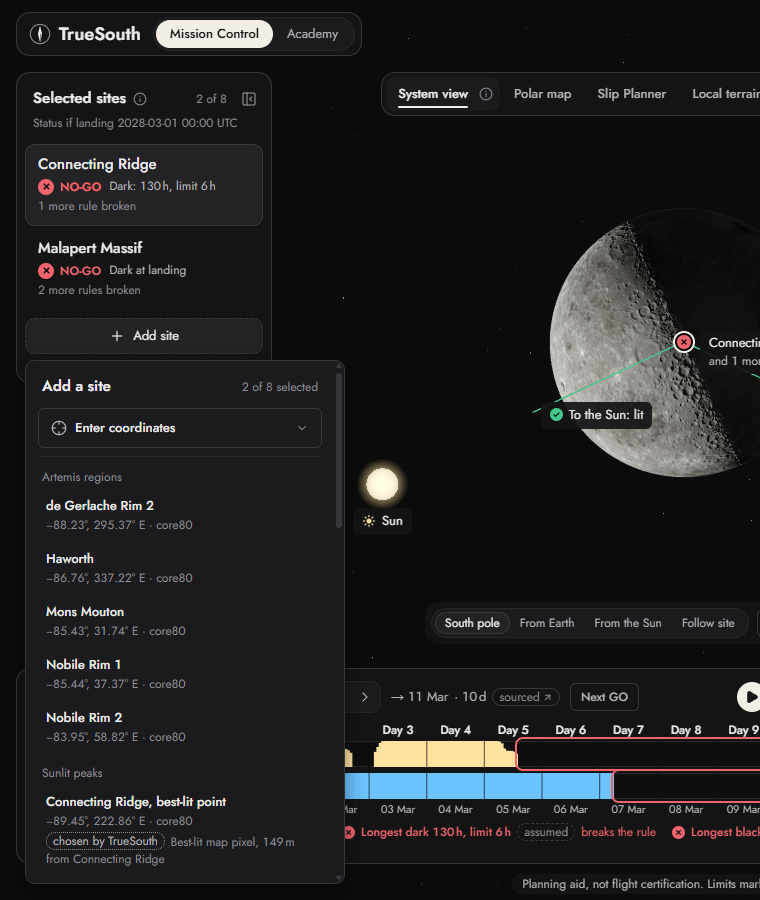 TrueSouth
Mission Control
Academy
Selected sites
2 of 8
Status if landing 2028-03-01 00:00 UTC
Connecting Ridge
NO-GO Dark: 130 h, limit 6 h
1 more rule broken
Malapert Massif
NO-GO Dark at landing
2 more rules broken
+ Add site
Add a site
2 of 8 selected
Enter coordinates
Artemis regions
de Gerlache Rim 2
−88.23°, 295.37° E · core80
Haworth
−86.76°, 337.22° E · core80
Mons Mouton
−85.43°, 31.74° E · core80
Nobile Rim 1
−85.44°, 37.37° E · core80
Nobile Rim 2
−83.95°, 58.82° E · core80
Sunlit peaks
Connecting Ridge, best-lit point
−89.45°, 222.86° E · core80
chosen by TrueSouth Best-lit map pixel, 149 m
from Connecting Ridge
System view
Polar map
Slip Planner
Local terrain
Connecti
and 1 mo
To the Sun: lit
Sun
South pole
From Earth
From the Sun
Follow site
→ 11 Mar · 10 d
sourced ↗
Next GO
Day 3
Day 4
Day 5
Day 6
Day 7
Day 8
Day 9
Mar
03 Mar
04 Mar
05 Mar
06 Mar
07 Mar
08 Mar
09 Mar
Longest dark 130 h, limit 6 h assumed breaks the rule
Longest blac
Planning aid, not flight certification. Limits mar